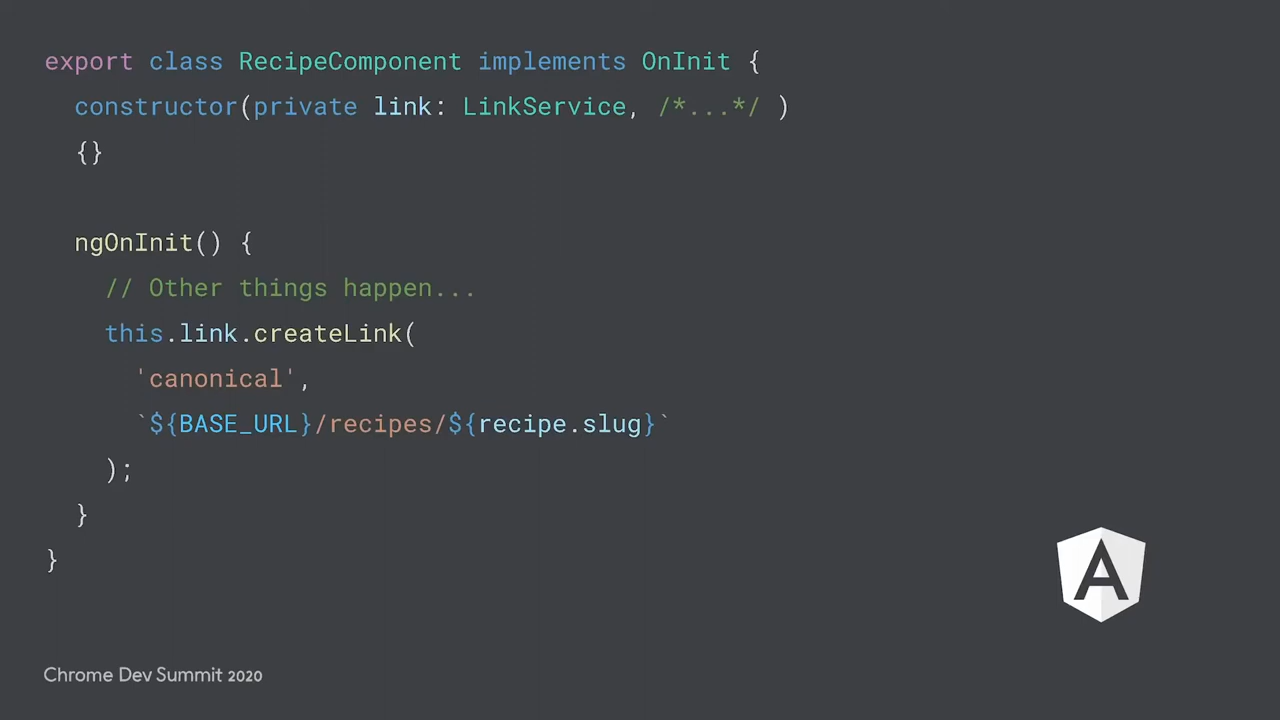 export class RecipeComponent implements OnInit {
constructor(private link: LinkService, /*...*/ )
{}
ngOnInit() {
// Other things happen...
this.link.createLink(
'canonical',
`${BASE_URL}/recipes/${recipe.slug}`
);
}
}
A
Chrome Dev Summit 2020